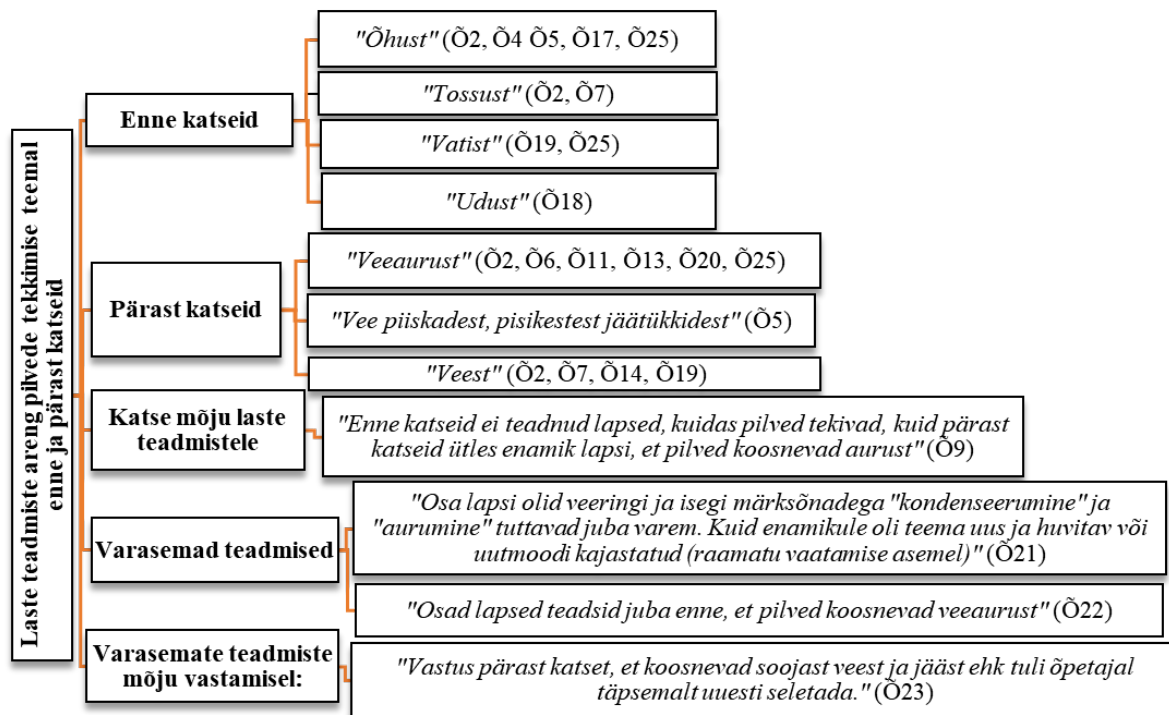 Laste teadmiste areng pilvede tekkimise teemal
enne ja pärast katseid
Enne katseid
"Õhust" (Õ2, Õ4 Õ5, Õ17, Õ25)
"Tossust" (Õ2, Õ7)
"Vatist" (Õ19, Õ25)
"Udust" (Õ18)
Pärast katseid
"Veeaurust" (Õ2, Õ6, Õ11, Õ13, Õ20, Õ25)
"Vee piiskadest, pisikestest jäätükkidest" (Õ5)
"Veest" (Õ2, Õ7, Õ14, Õ19)
Katse mõju laste
teadmistele
"Enne katseid ei teadnud lapsed, kuidas pilved tekivad, kuid pärast
katseid ütles enamik lapsi, et pilved koosnevad aurust" (Õ9)
Varasemad teadmised
"Osa lapsi olid veeringi ja isegi märksõnadega "kondenseerumine" ja
"aurumine" tuttavad juba varem. Kuid enamikule oli teema uus ja huvitav või
uutmoodi kajastatud (raamatu vaatamise asemel)" (Õ21)
"Osad lapsed teadsid juba enne, et pilved koosnevad veeaurust" (Õ22)
Varasemate teadmiste
mõju vastamisel:
"Vastus pärast katset, et koosnevad soojast veest ja jääst ehk tuli õpetajal
täpsemalt uuesti seletada." (Õ23)